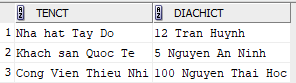 TENCT DIACHICT
1 Nha hat Tay Do 12 Tran Huynh
2 Khach san Quoc Te 5 Nguyen An Ninh
3 Cong Vien Thieu Nhi 100 Nguyen Thai Hoc